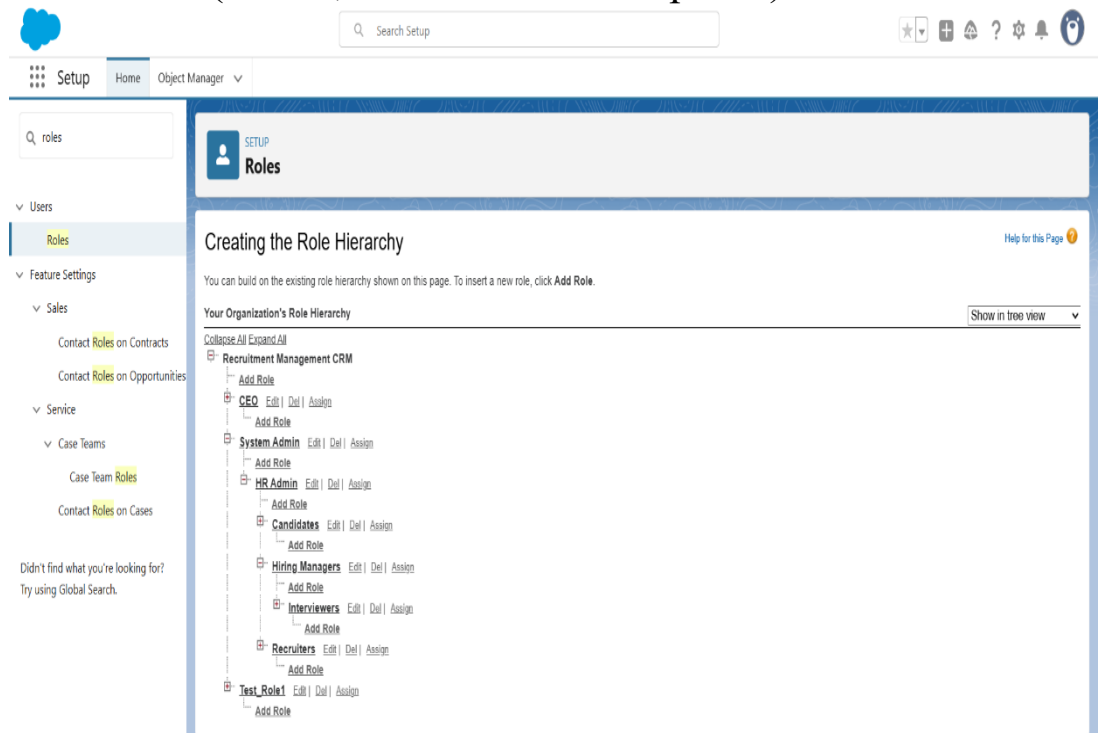 Search Setup
Setup Home Object Manager
roles
Users
Roles
Feature Settings
Sales
Contact Roles on Contracts
Contact Roles on Opportunities
Service
Case Teams
Case Team Roles
Contact Roles on Cases
Didn't find what you're looking for?
Try using Global Search.
SETUP
Roles
Creating the Role Hierarchy
Help for this Page ?
You can build on the existing role hierarchy shown on this page. To insert a new role, click Add Role.
Your Organization's Role Hierarchy
Show in tree view
Collapse All Expand All
Recruitment Management CRM
Add Role
CEO Edit | Del | Assign
Add Role
System Admin Edit | Del | Assign
Add Role
HR Admin Edit | Del | Assign
Add Role
Candidates Edit | Del | Assign
Add Role
Hiring Managers Edit | Del | Assign
Add Role
Interviewers Edit | Del | Assign
Add Role
Recruiters Edit | Del | Assign
Add Role
Test_Role1 Edit | Del | Assign
Add Role